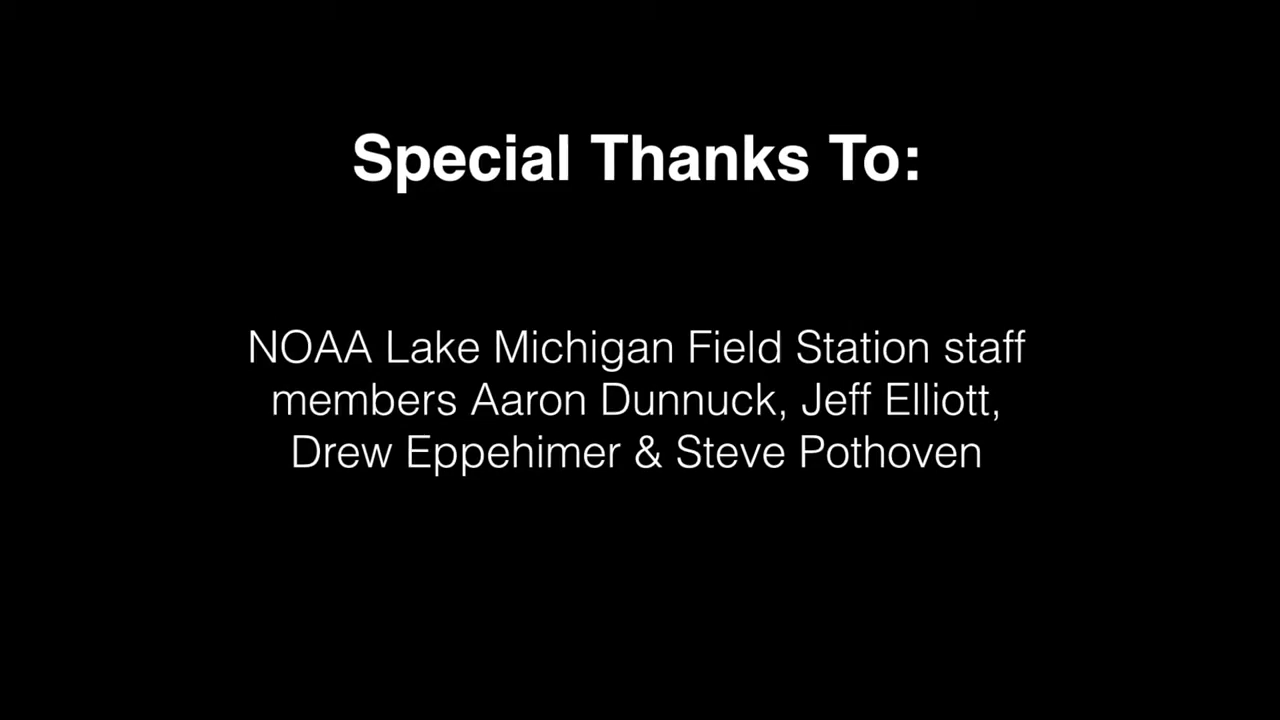 Special Thanks To:
NOAA Lake Michigan Field Station staff
members Aaron Dunnuck, Jeff Elliott,
Drew Eppehimer & Steve Pothoven